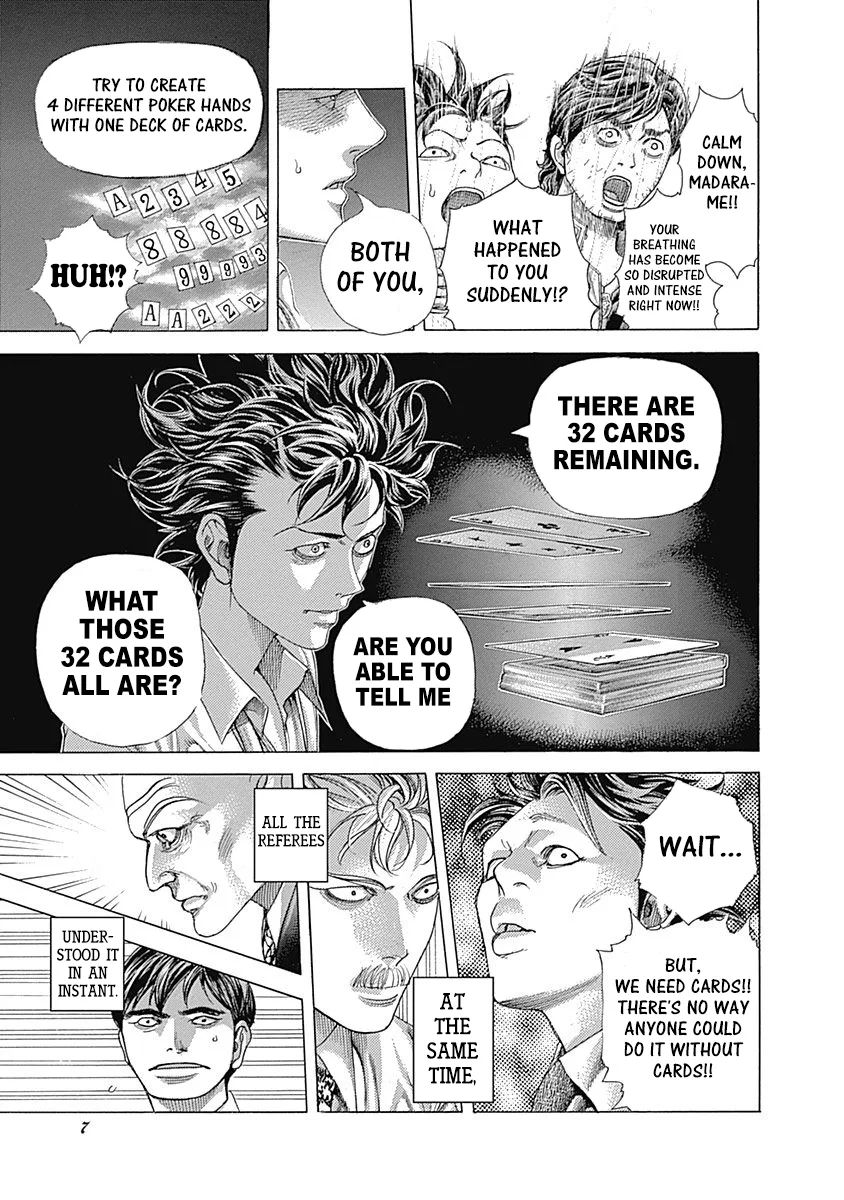 CALM
DOWN,
MADARA-
ME!!
YOUR
BREATHING
HAS BECOME
SO DISRUPTED
AND INTENSE
RIGHT NOW!!
WHAT
HAPPENED
TO YOU
SUDDENLY!?
BOTH
OF YOU,
TRY TO CREATE
4 DIFFERENT POKER HANDS
WITH ONE DECK OF CARDS.
A 2 3 4 5
8 8 8 8 4
9 9 9 9 3
A A 2 2 2
HUH!?
THERE ARE
32 CARDS
REMAINING.
ARE YOU
ABLE TO
TELL ME
WHAT
THOSE
32 CARDS
ALL ARE?
WAIT...
BUT,
WE NEED CARDS!!
THERE'S NO WAY
ANYONE COULD
DO IT WITHOUT
CARDS!!
AT
THE
SAME
TIME,
ALL THE
REFEREES
UNDER-
STOOD IT
IN AN
INSTANT.
7